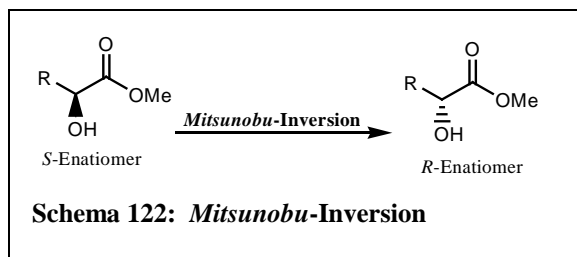 O
R
OMe
OH
S-Enatiomer
Mitsunobu-Inversion
O
R
OMe
OH
R-Enatiomer
Schema 122: Mitsunobu-Inversion